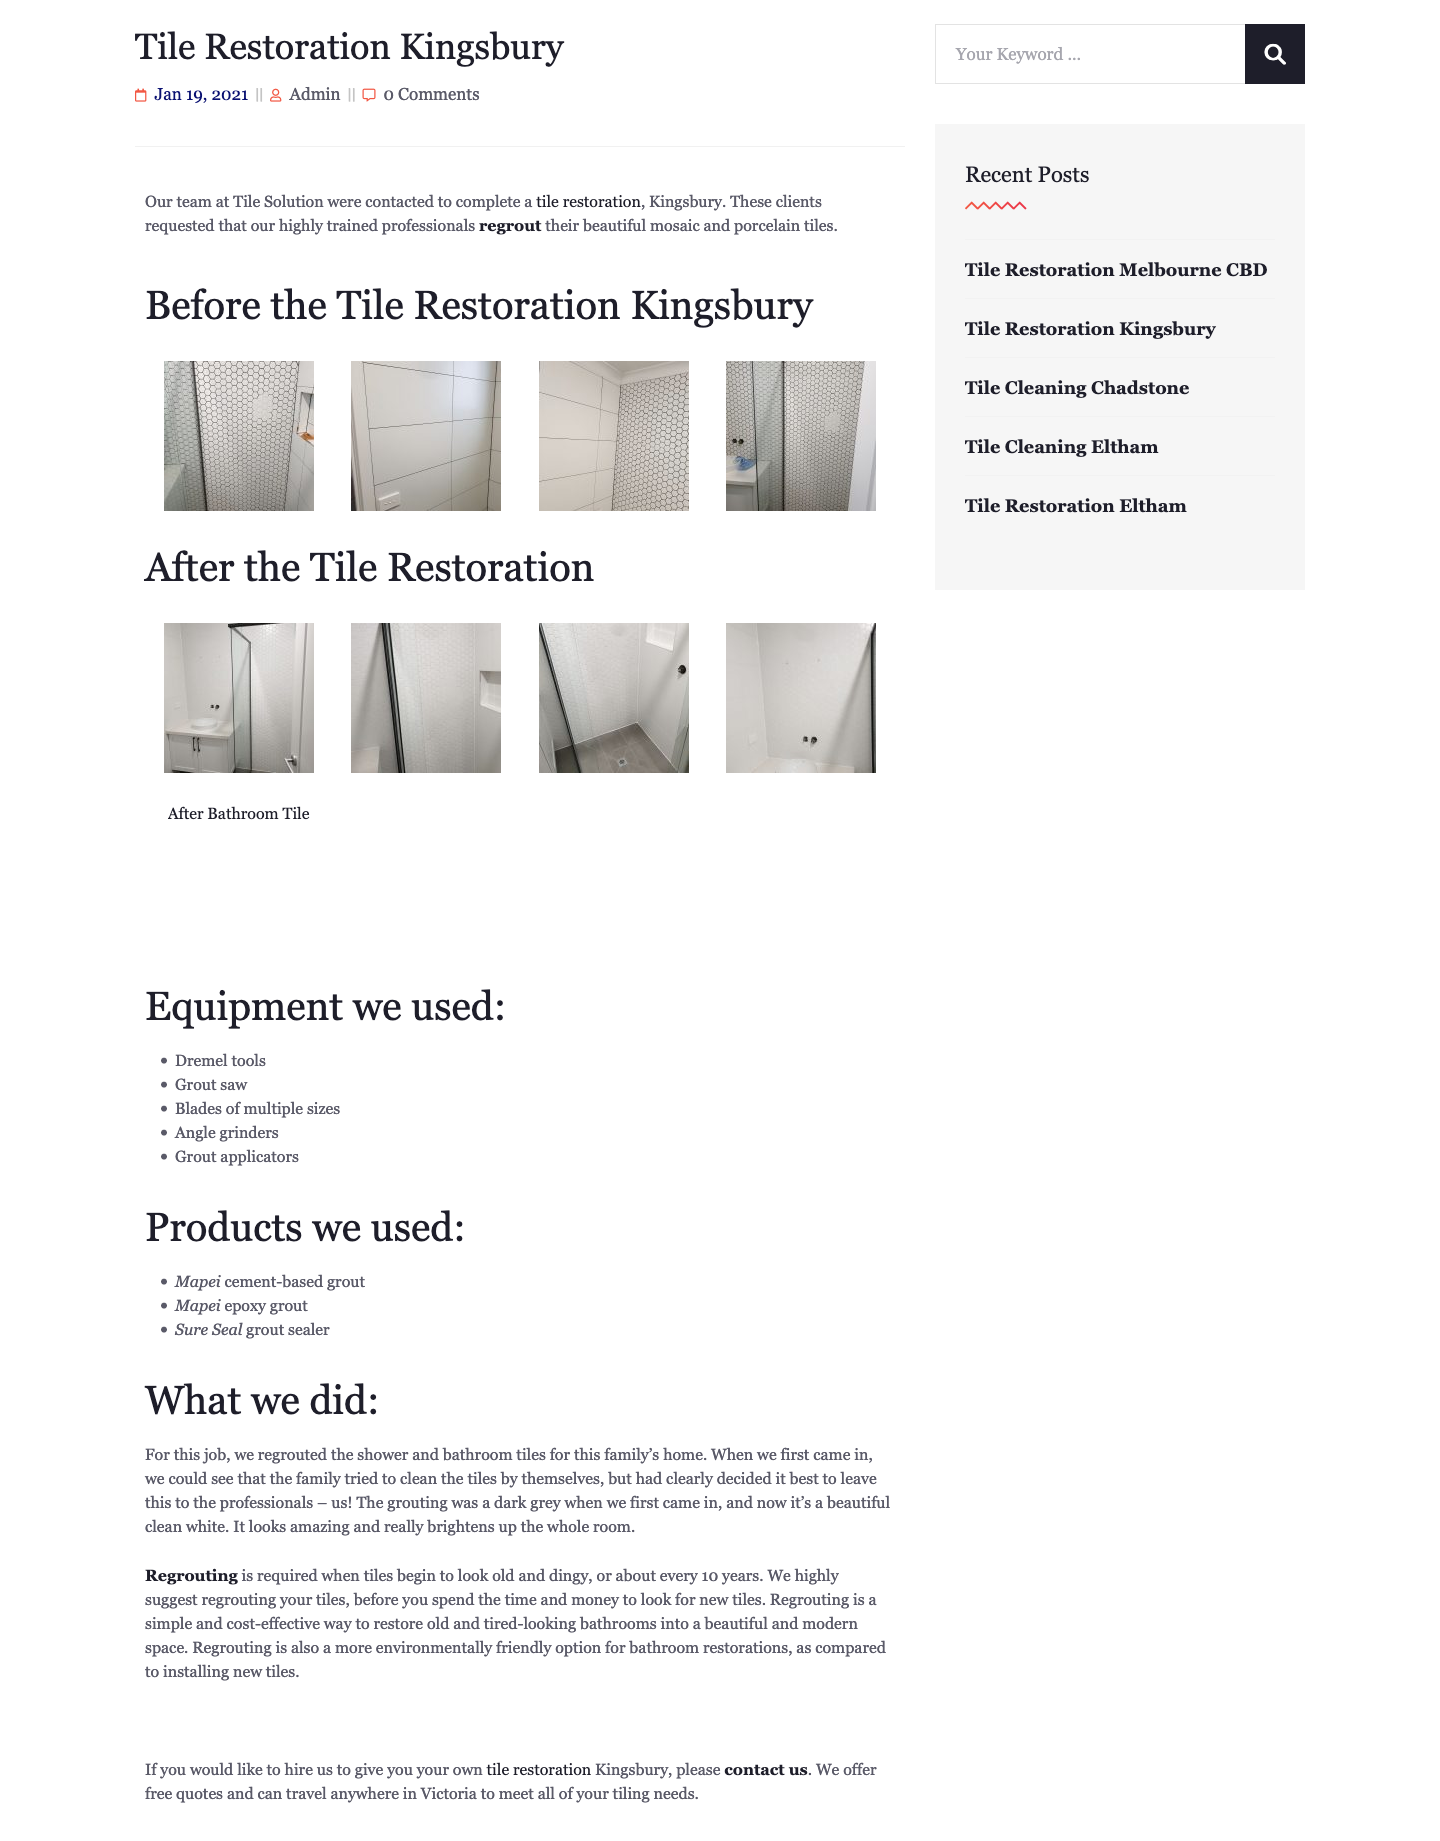 Tile Restoration Kingsbury
Jan 19, 2021 || Admin || 0 Comments
Our team at Tile Solution were contacted to complete a tile restoration, Kingsbury. These clients
requested that our highly trained professionals regrout their beautiful mosaic and porcelain tiles.
Before the Tile Restoration Kingsbury
After the Tile Restoration
After Bathroom Tile
Equipment we used:
• Dremel tools
• Grout saw
• Blades of multiple sizes
• Angle grinders
• Grout applicators
Products we used:
• Mapei cement-based grout
• Mapei epoxy grout
• Sure Seal grout sealer
What we did:
For this job, we regrouted the shower and bathroom tiles for this family’s home. When we first came in,
we could see that the family tried to clean the tiles by themselves, but had clearly decided it best to leave
this to the professionals – us! The grouting was a dark grey when we first came in, and now it’s a beautiful
clean white. It looks amazing and really brightens up the whole room.
Regrouting is required when tiles begin to look old and dingy, or about every 10 years. We highly
suggest regrouting your tiles, before you spend the time and money to look for new tiles. Regrouting is a
simple and cost-effective way to restore old and tired-looking bathrooms into a beautiful and modern
space. Regrouting is also a more environmentally friendly option for bathroom restorations, as compared
to installing new tiles.
If you would like to hire us to give you your own tile restoration Kingsbury, please contact us. We offer
free quotes and can travel anywhere in Victoria to meet all of your tiling needs.
Your Keyword ...
Recent Posts
Tile Restoration Melbourne CBD
Tile Restoration Kingsbury
Tile Cleaning Chadstone
Tile Cleaning Eltham
Tile Restoration Eltham